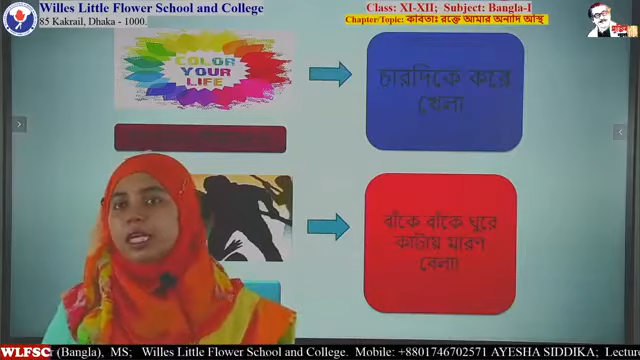 Willes Little Flower School and College
85 Kakrail, Dhaka - 1000.
Class: XI-XII; Subject: Bangla-I
Chapter/Topic: কবিতা: রক্তে আমার অনাদি অস্থি
COLOR
YOUR
LIFE
চারদিকে করে
খেলা
বাঁকে বাঁকে ঘুরে
কাটায় মারণ
বেলা
WLFSC (Bangla), MS; Willes Little Flower School and College. Mobile: +8801746702571 AYESHA SIDDIKA; Lectur